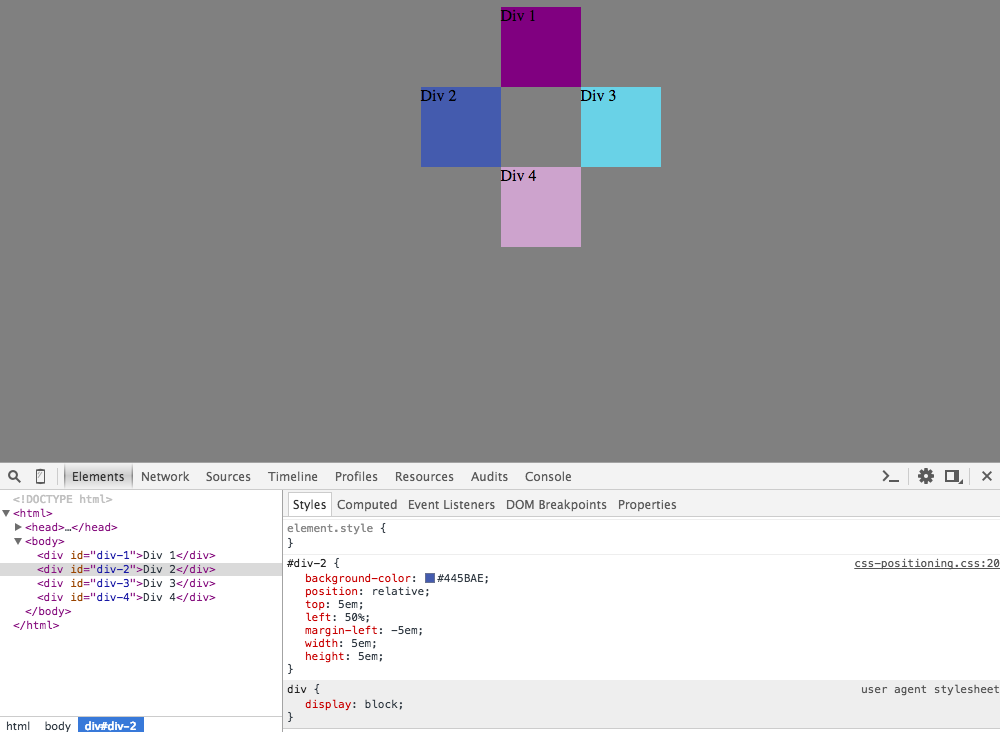 Div 1
Div 2 Div 3
Div 4
Elements Network Sources Timeline Profiles Resources Audits Console
<!DOCTYPE html>
<html>
<head>…</head>
<body>
<div id="div-1">Div 1</div>
<div id="div-2">Div 2</div>
<div id="div-3">Div 3</div>
<div id="div-4">Div 4</div>
</body>
</html>
html body div#div-2
Styles Computed Event Listeners DOM Breakpoints Properties
element.style {
}
#div-2 { css-positioning.css:20
background-color: #445BAE;
position: relative;
top: 5em;
left: 50%;
margin-left: -5em;
width: 5em;
height: 5em;
}
div { user agent stylesheet
display: block;
}